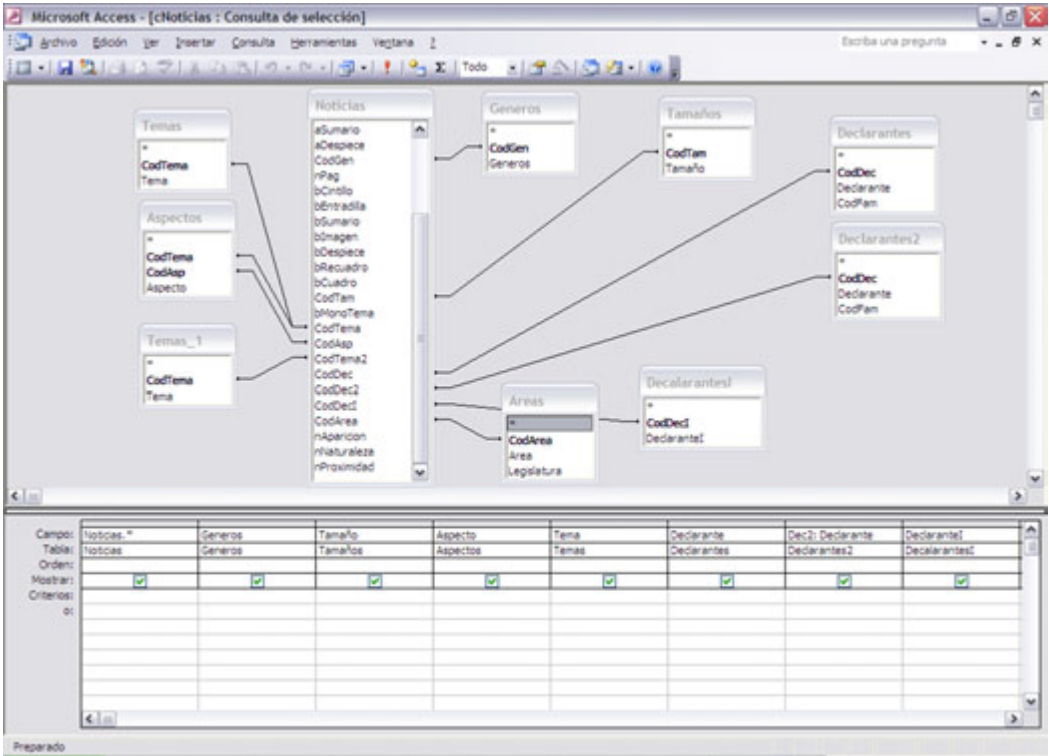 Microsoft Access - [cNoticias : Consulta de selección]
Archivo Edición Ver Insertar Consulta Herramientas Ventana ?
Escriba una pregunta
Todo
Temas
*
CodTema
Tema
Aspectos
*
CodTema
CodAsp
Aspecto
Temas_1
*
CodTema
Tema
Noticias
aSumario
aDespiece
CodGen
nPag
bCintillo
bEntradilla
bSumario
bImagen
bDespiece
bRecuadro
bCuadro
CodTam
bMonoTema
CodTema
CodAsp
CodTema2
CodDec
CodDec2
CodDecI
CodArea
nAparicion
nNaturaleza
nProximidad
Generos
*
CodGen
Generos
Tamaños
*
CodTam
Tamaño
Declarantes
*
CodDec
Declarante
CodFam
Declarantes2
*
CodDec
Declarante
CodFam
Areas
*
CodArea
Area
Legislatura
DecalarantesI
*
CodDecI
DeclaranteI
Campo: Noticias.* Generos Tamaño Aspecto Tema Declarante Dec2: Declarante DeclaranteI
Tabla: Noticias Generos Tamaños Aspectos Temas Declarantes Declarantes2 DecalarantesI
Orden:
Mostrar:
Criterios:
o:
Preparado